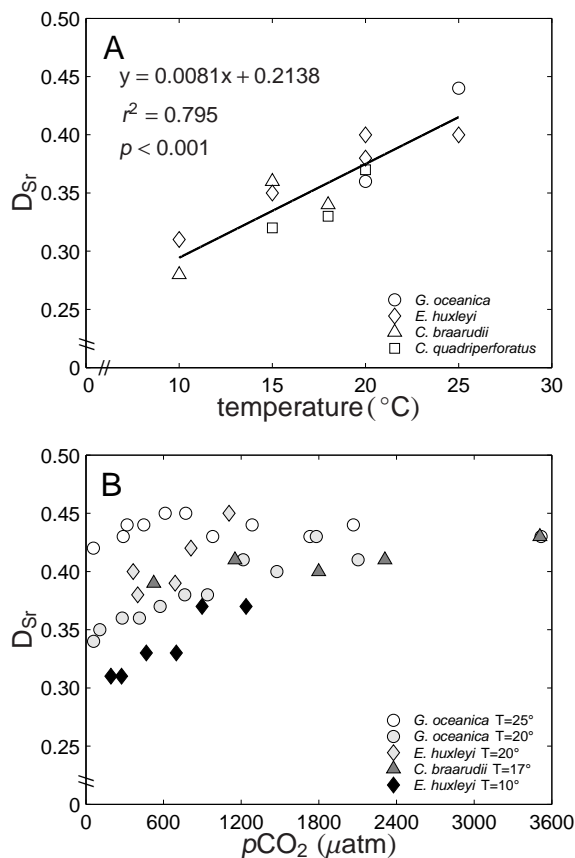 A
y = 0.0081x + 0.2138
r² = 0.795
p < 0.001
0.50
0.45
0.40
0.35
0.30
0.25
0
D_Sr
G. oceanica
E. huxleyi
C. braarudii
C. quadriperforatus
0 10 15 20 25 30
temperature (°C)
B
0.50
0.45
0.40
0.35
0.30
0.25
0
D_Sr
G. oceanica T=25°
G. oceanica T=20°
E. huxleyi T=20°
C. braarudii T=17°
E. huxleyi T=10°
0 600 1200 1800 2400 3000 3600
pCO₂ (µatm)